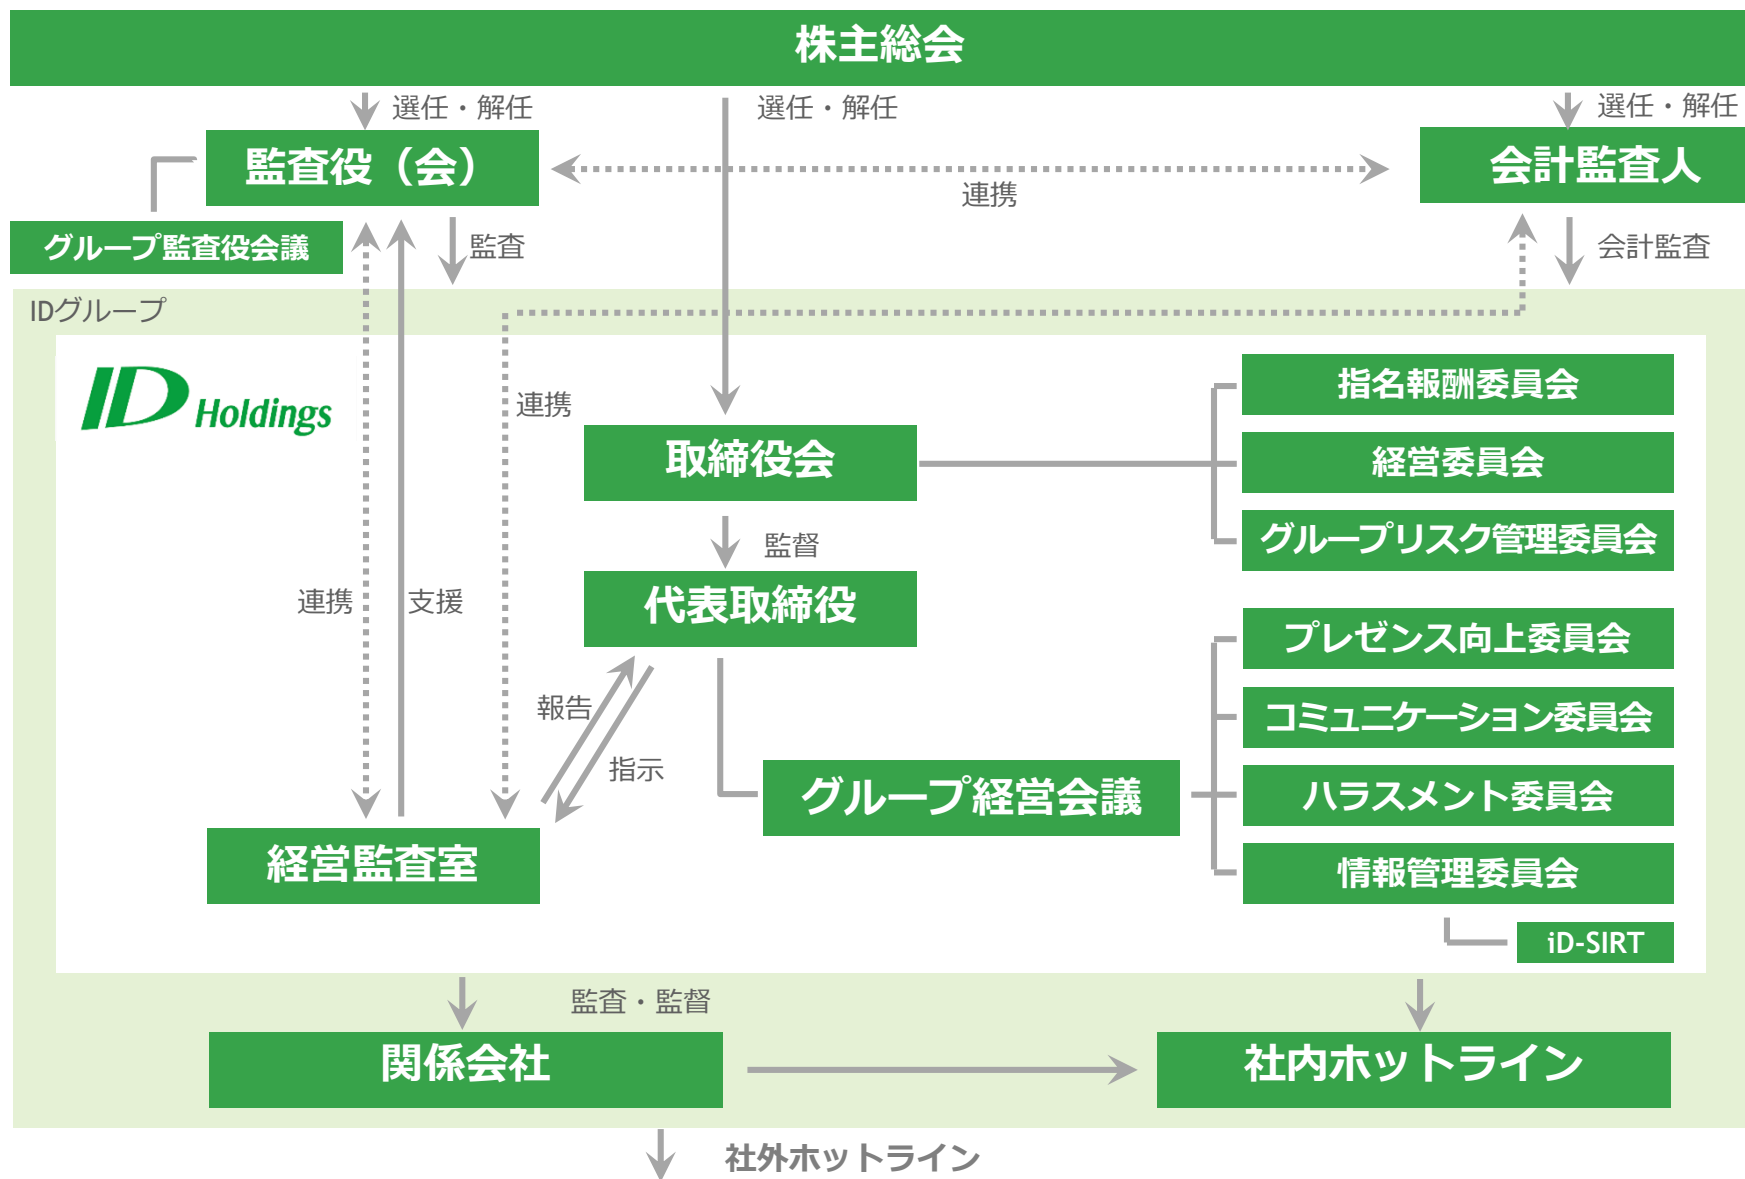 株主総会
選任・解任
選任・解任
選任・解任
監査役（会）
会計監査人
連携
グループ監査役会議
監査
会計監査
IDグループ
ID Holdings
連携
指名報酬委員会
取締役会
経営委員会
グループリスク管理委員会
監督
代表取締役
連携
支援
プレゼンス向上委員会
報告
コミュニケーション委員会
指示
グループ経営会議
ハラスメント委員会
経営監査室
情報管理委員会
iD-SIRT
監査・監督
関係会社
社内ホットライン
社外ホットライン